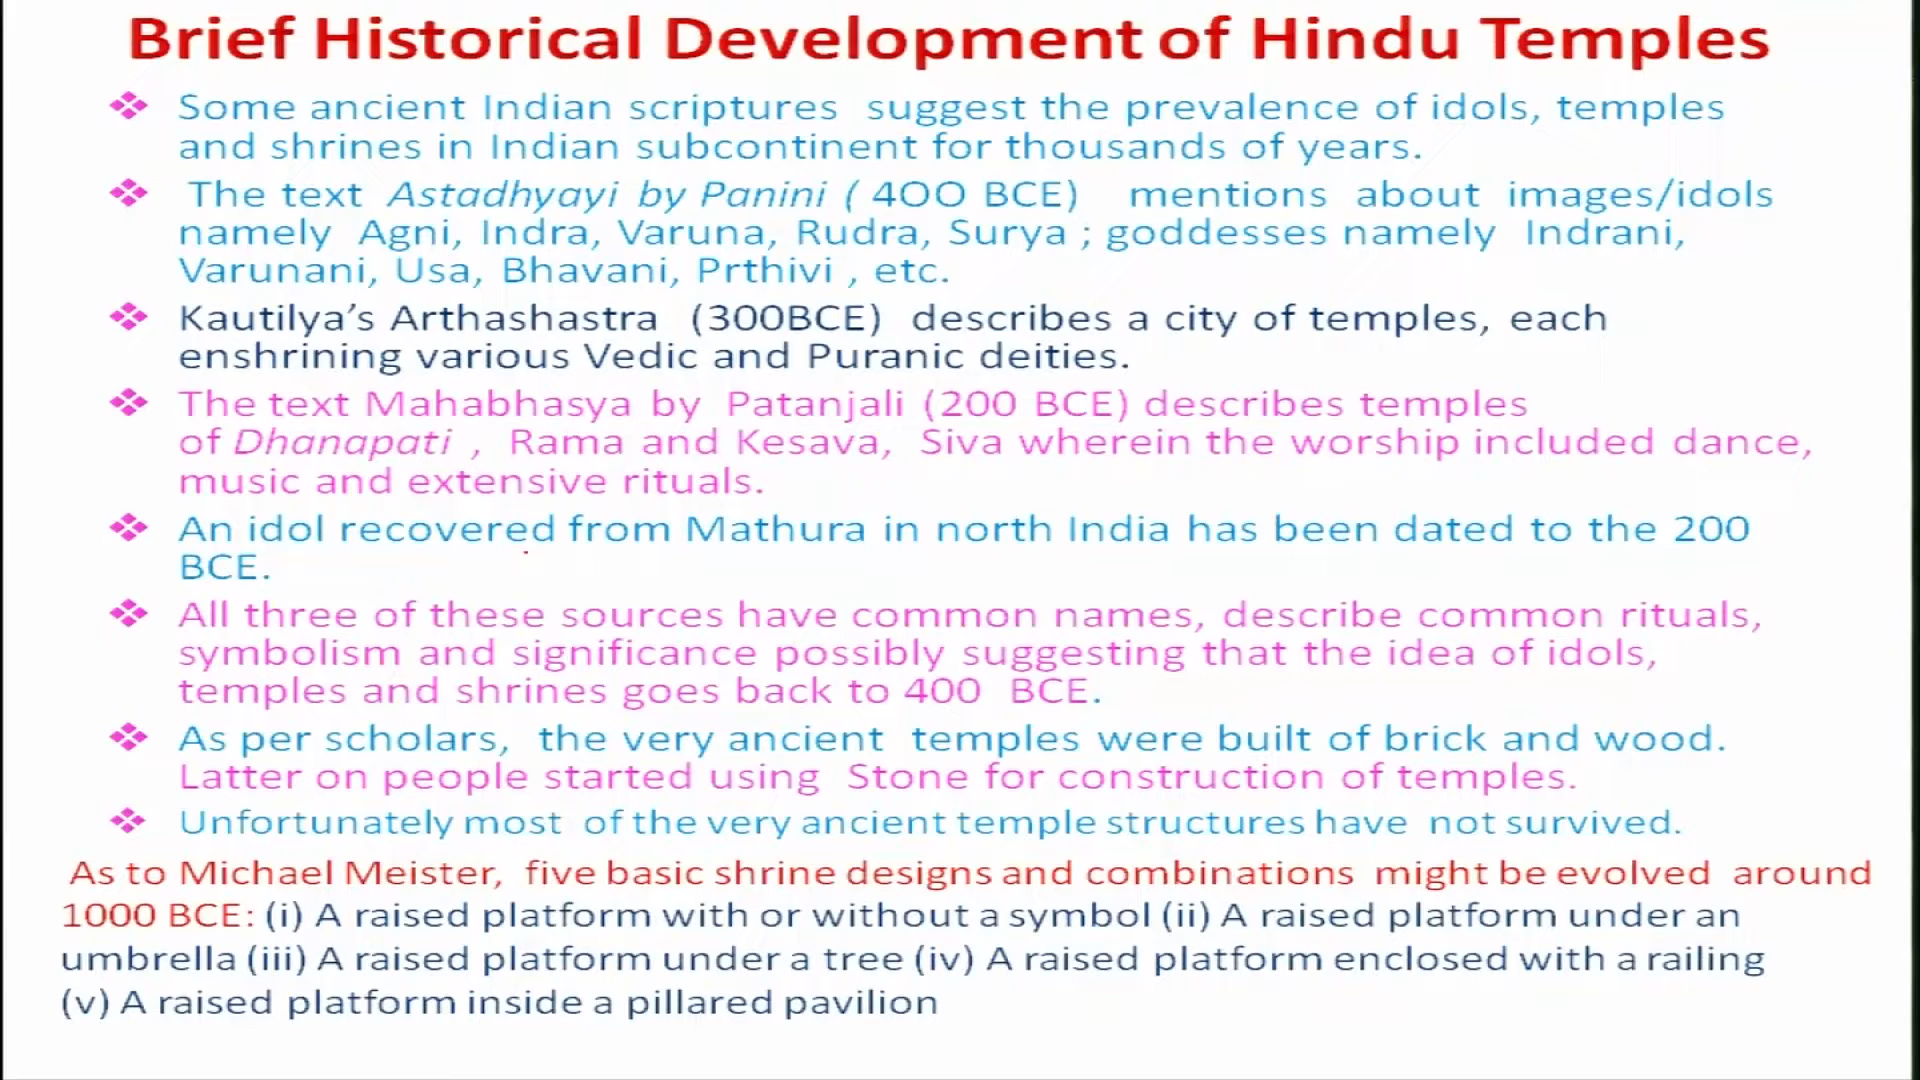 Brief Historical Development of Hindu Temples
❖ Some ancient Indian scriptures suggest the prevalence of idols, temples
and shrines in Indian subcontinent for thousands of years.
❖ The text Astadhyayi by Panini ( 4OO BCE) mentions about images/idols
namely Agni, Indra, Varuna, Rudra, Surya ; goddesses namely Indrani,
Varunani, Usa, Bhavani, Prthivi , etc.
❖ Kautilya’s Arthashastra (300BCE) describes a city of temples, each
enshrining various Vedic and Puranic deities.
❖ The text Mahabhasya by Patanjali (200 BCE) describes temples
of Dhanapati , Rama and Kesava, Siva wherein the worship included dance,
music and extensive rituals.
❖ An idol recovered from Mathura in north India has been dated to the 200
BCE.
❖ All three of these sources have common names, describe common rituals,
symbolism and significance possibly suggesting that the idea of idols,
temples and shrines goes back to 400 BCE.
❖ As per scholars, the very ancient temples were built of brick and wood.
Latter on people started using Stone for construction of temples.
❖ Unfortunately most of the very ancient temple structures have not survived.
As to Michael Meister, five basic shrine designs and combinations might be evolved around
1000 BCE: (i) A raised platform with or without a symbol (ii) A raised platform under an
umbrella (iii) A raised platform under a tree (iv) A raised platform enclosed with a railing
(v) A raised platform inside a pillared pavilion